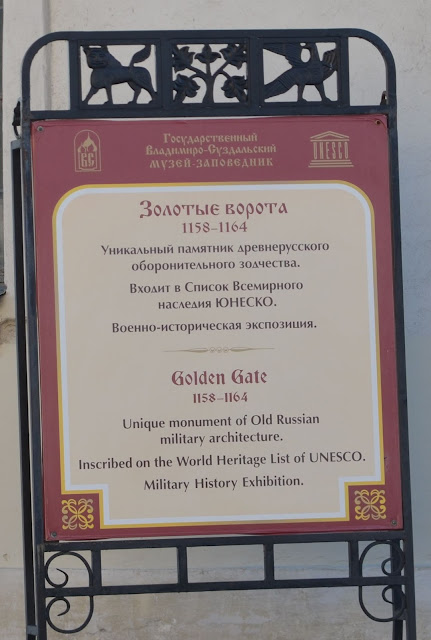 Государственный
Владимиро-Суздальский
МУЗЕЙ-ЗАПОВЕДНИК
UNESCO
Золотые ворота
1158–1164
Уникальный памятник древнерусского
оборонительного зодчества.
Входит в Список Всемирного
наследия ЮНЕСКО.
Военно-историческая экспозиция.
Golden Gate
1158–1164
Unique monument of Old Russian
military architecture.
Inscribed on the World Heritage List of UNESCO.
Military History Exhibition.